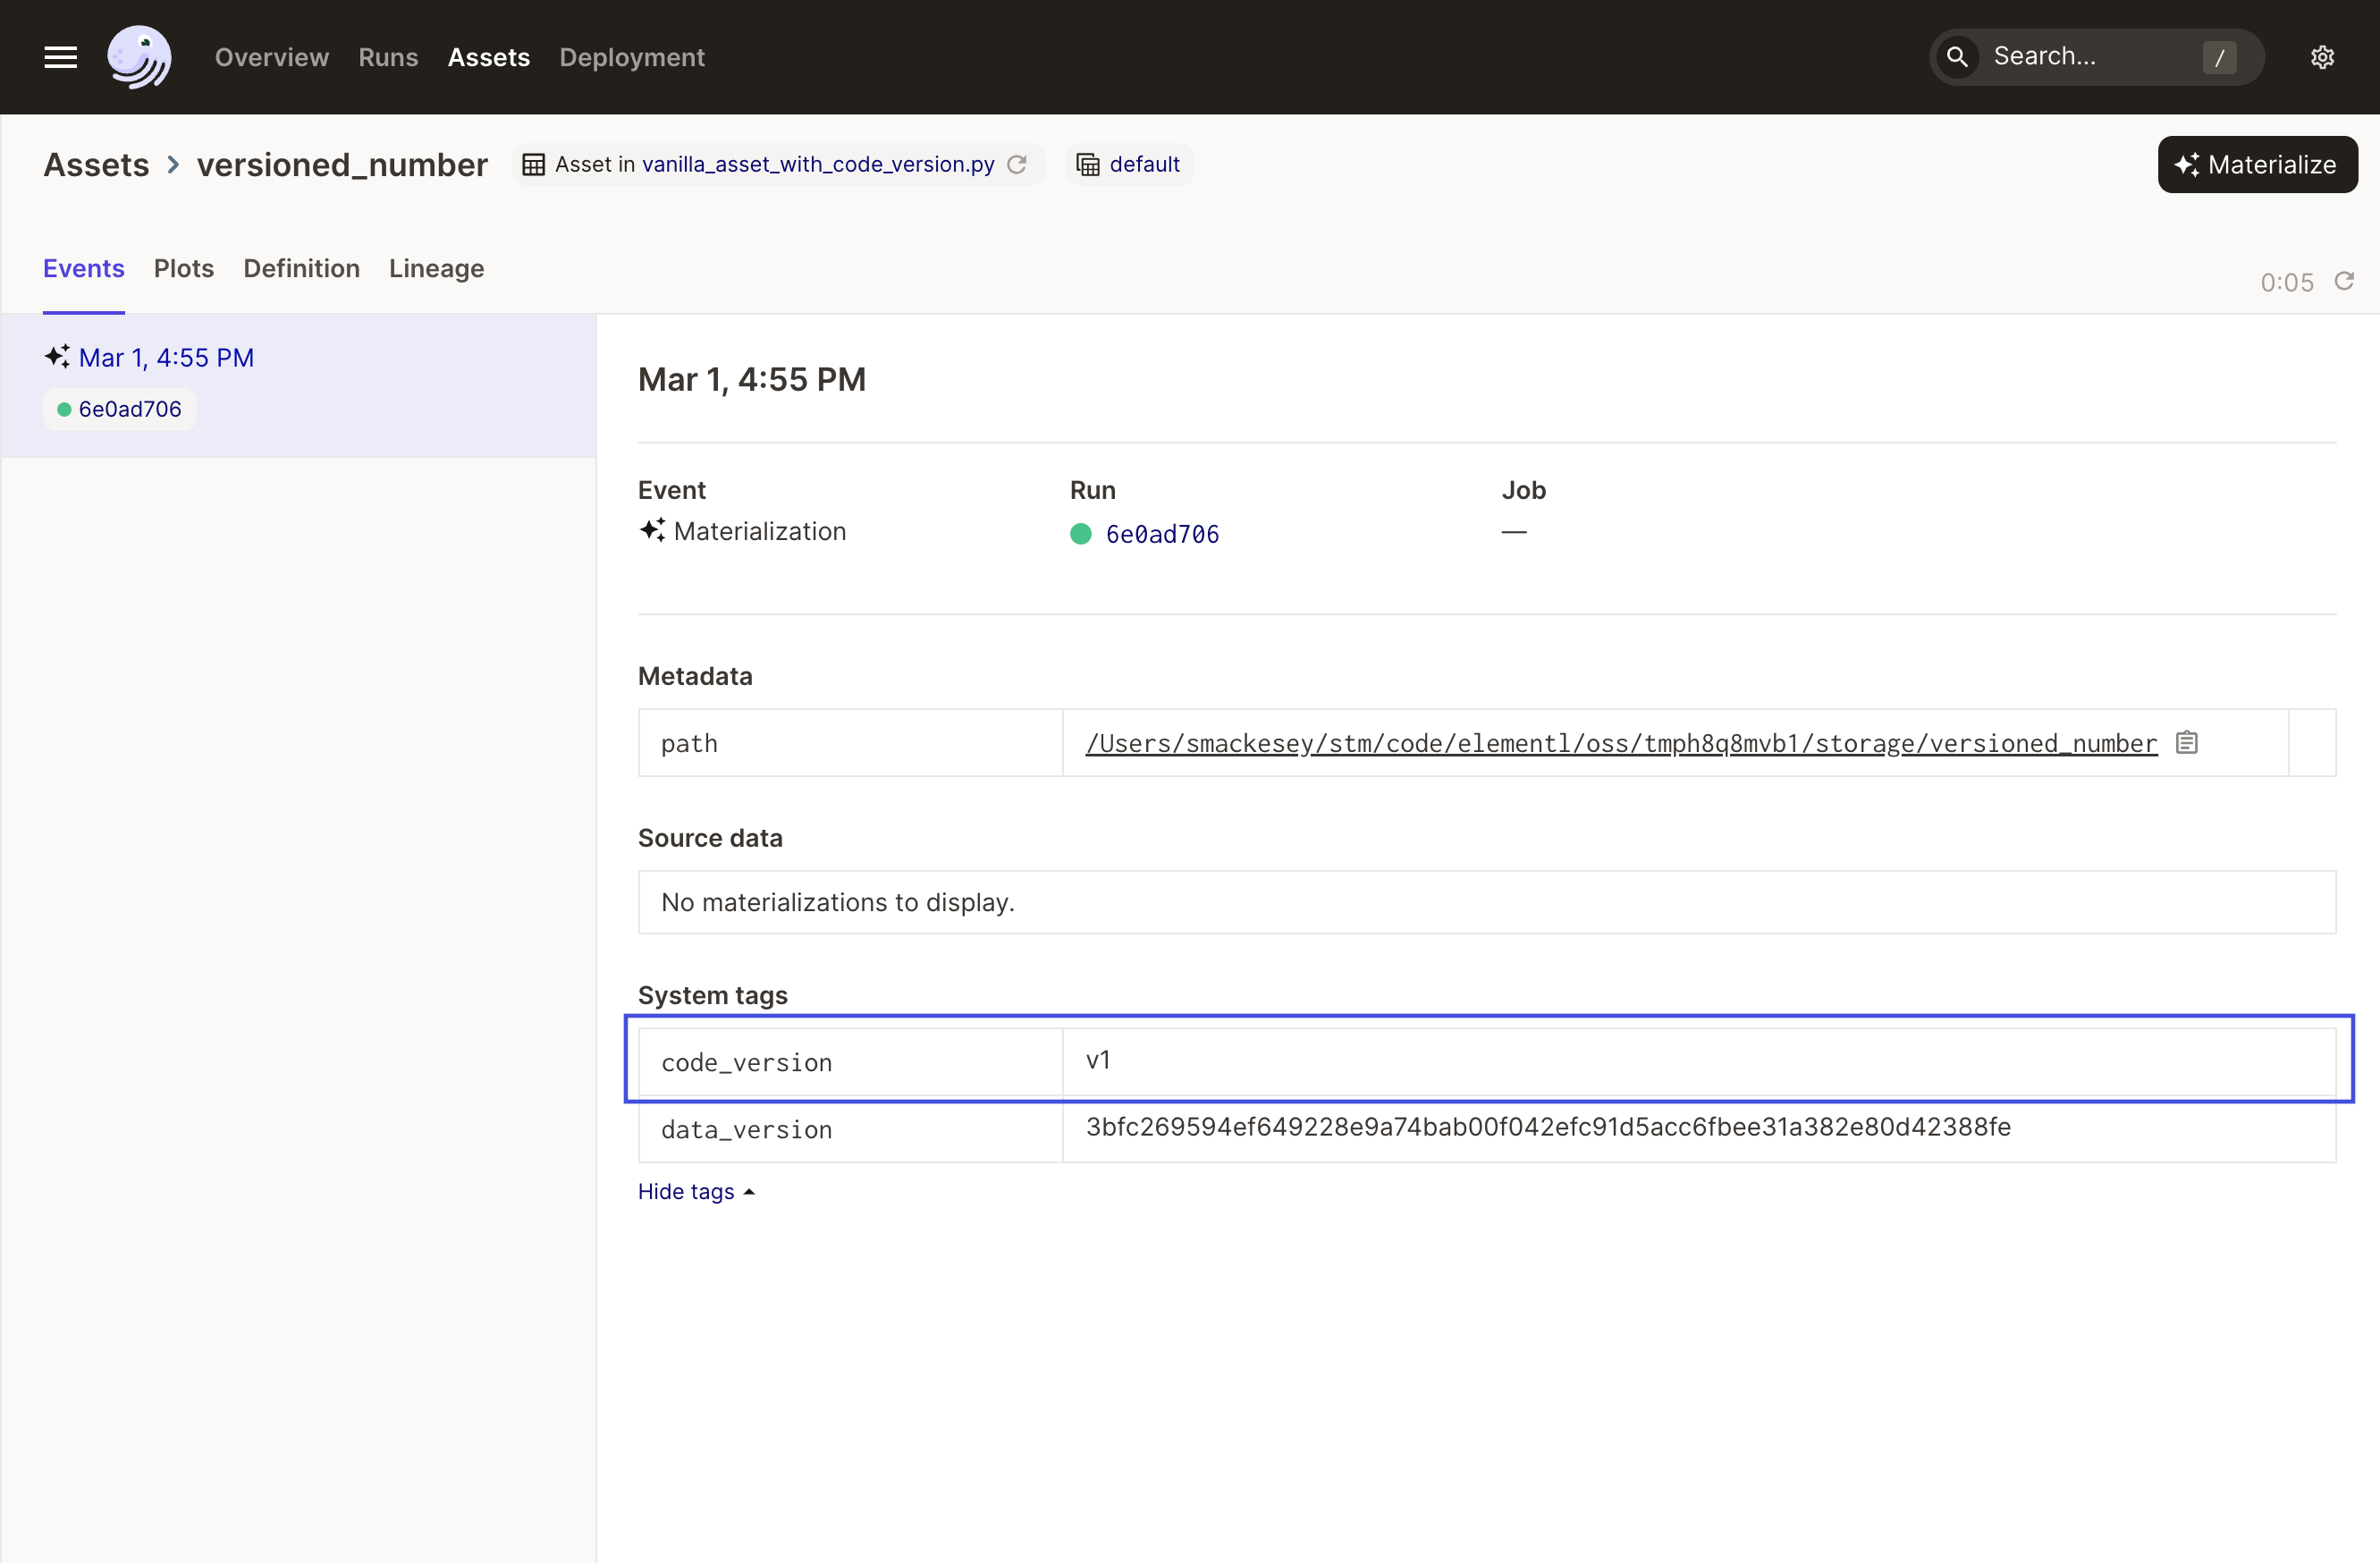 Overview Runs Assets Deployment Search... /
Assets > versioned_number Asset in vanilla_asset_with_code_version.py default Materialize
Events Plots Definition Lineage 0:05
Mar 1, 4:55 PM
6e0ad706
Mar 1, 4:55 PM
Event Run Job
Materialization 6e0ad706 —
Metadata
path /Users/smackesey/stm/code/elementl/oss/tmph8q8mvb1/storage/versioned_number
Source data
No materializations to display.
System tags
code_version v1
data_version 3bfc269594ef649228e9a74bab00f042efc91d5acc6fbee31a382e80d42388fe
Hide tags